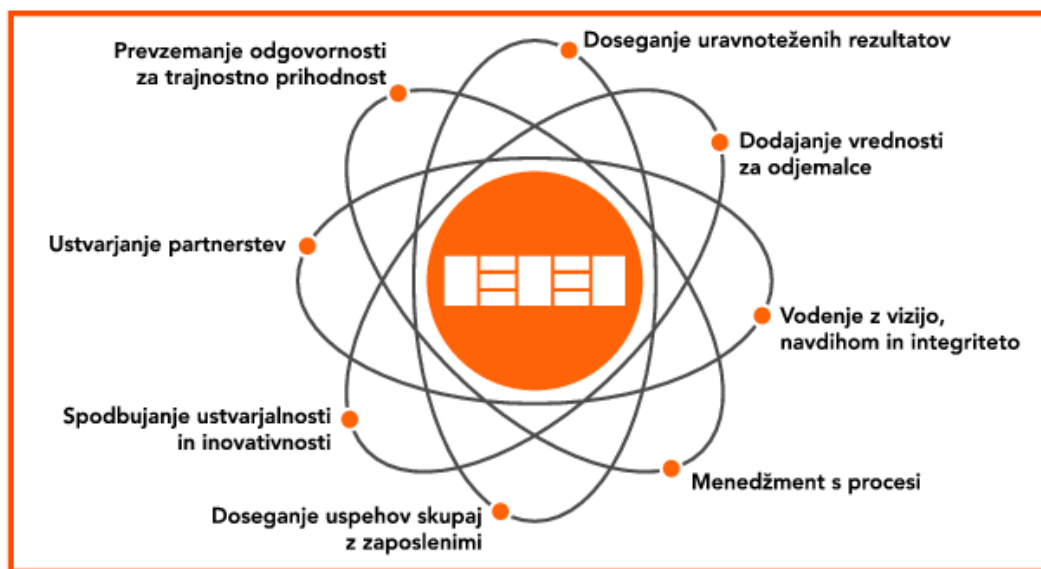 Doseganje uravnoteženih rezultatov
Prevzemanje odgovornosti
za trajnostno prihodnost
Dodajanje vrednosti
za odjemalce
Ustvarjanje partnerstev
Vodenje z vizijo,
navdihom in integriteto
Spodbujanje ustvarjalnosti
in inovativnosti
Menedžment s procesi
Doseganje uspehov skupaj
z zaposlenimi